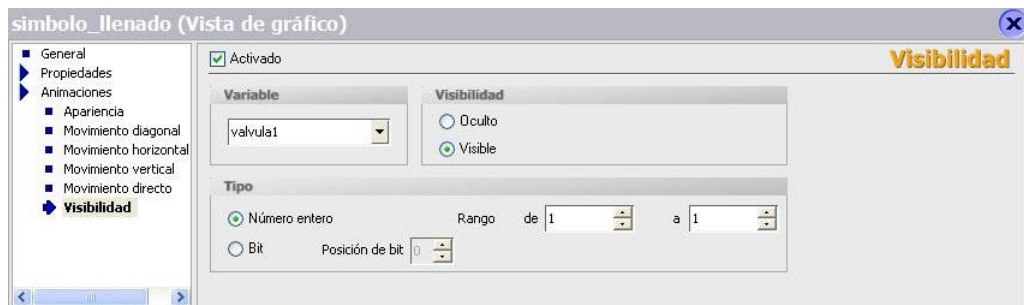 simbolo_llenado (Vista de gráfico)
General
Propiedades
Animaciones
Apariencia
Movimiento diagonal
Movimiento horizontal
Movimiento vertical
Movimiento directo
Visibilidad
Activado
Visibilidad
Variable
valvula1
Visibilidad
Oculto
Visible
Tipo
Número entero Rango de 1 a 1
Bit Posición de bit 0